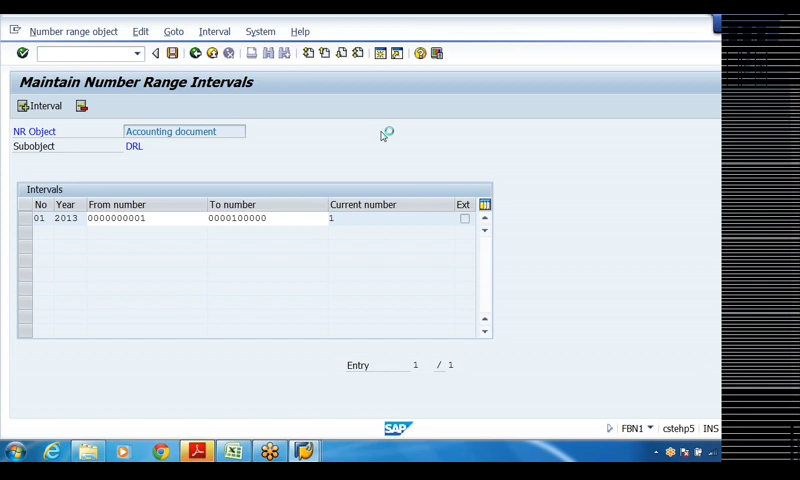 Number range object Edit Goto Interval System Help
Maintain Number Range Intervals
Interval
NR Object Accounting document
Subobject DRL
Intervals
No Year From number To number Current number Ext
01 2013 0000000001 0000100000 1
Entry 1 / 1
SAP
FBN1 cstehp5 INS